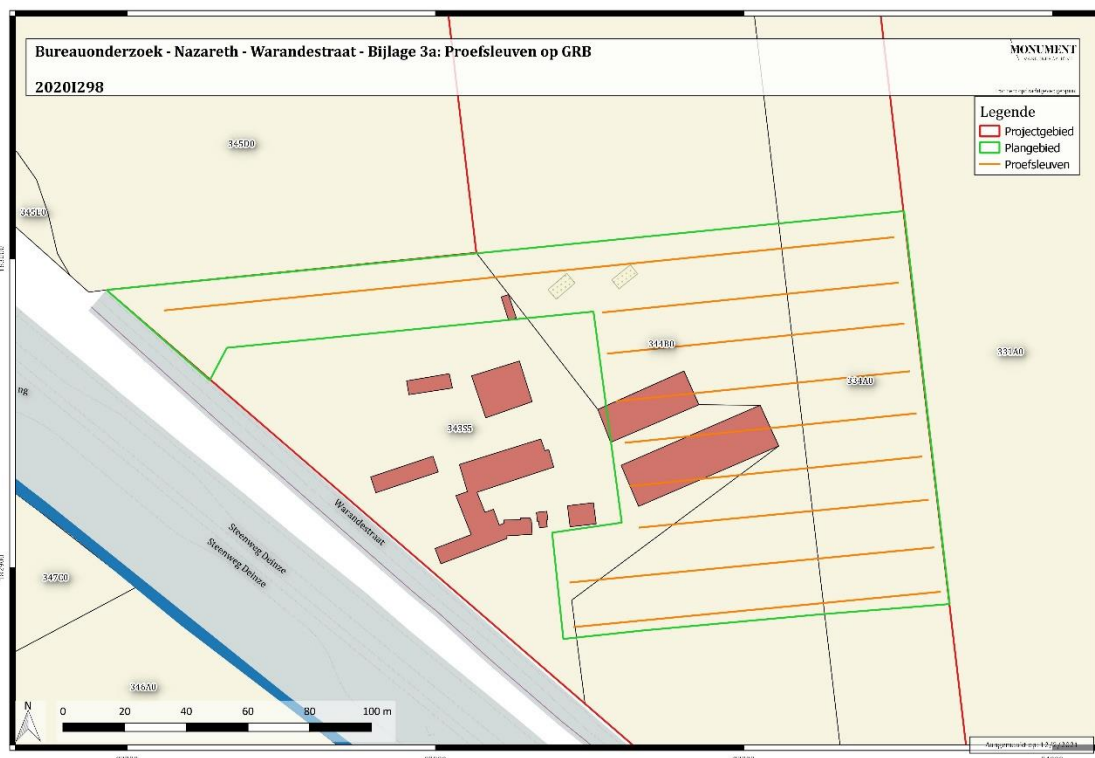 Bureauonderzoek - Nazareth - Warandestraat - Bijlage 3a: Proefsleuven op GRB
2020I298
MONUMENT
Legende
Projectgebied
Plangebied
Proefsleuven
345D0
345E0
344B0
331A0
334A0
343S5
Warandestraat
Steenweg Deinze
Steenweg Deinze
347C0
346A0
N
0 20 40 60 80 100 m